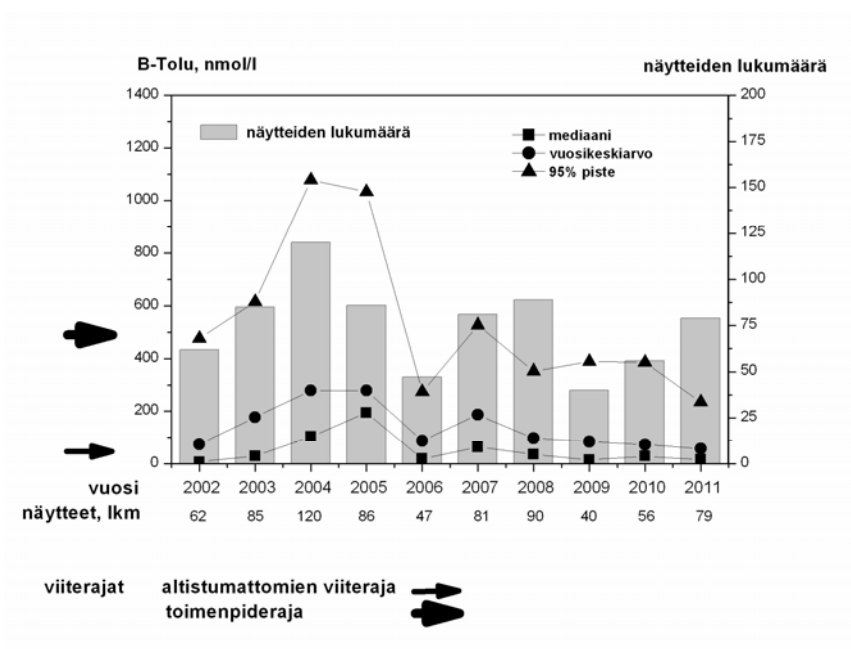 B-Tolu, nmol/l
näytteiden lukumäärä
1400
1200
1000
800
600
400
200
0
200
175
150
125
100
75
50
25
0
näytteiden lukumäärä
mediaani
vuosikeskiarvo
95% piste
vuosi 2002 2003 2004 2005 2006 2007 2008 2009 2010 2011
näytteet, lkm 62 85 120 86 47 81 90 40 56 79
viiterajat altistumattomien viiteraja
toimenpideraja